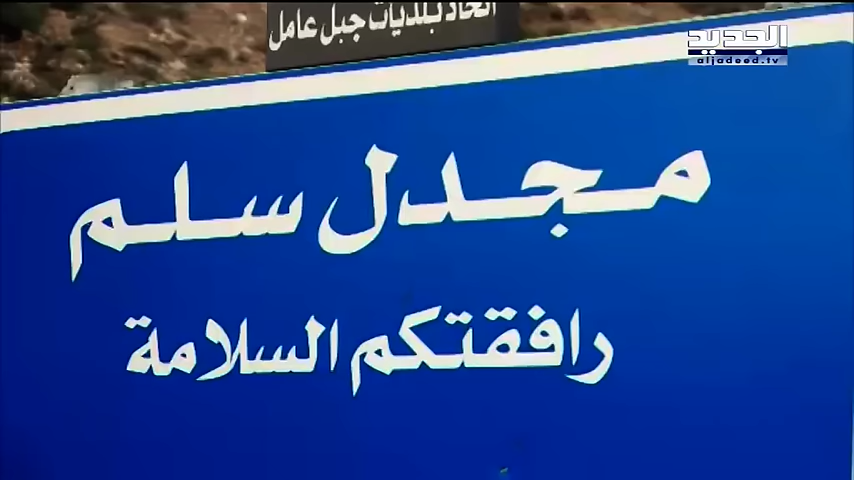 اتحاد بلديات جبل عامل
الجديد
aljadeed.tv
مجدل سلم
رافقتكم السلامة